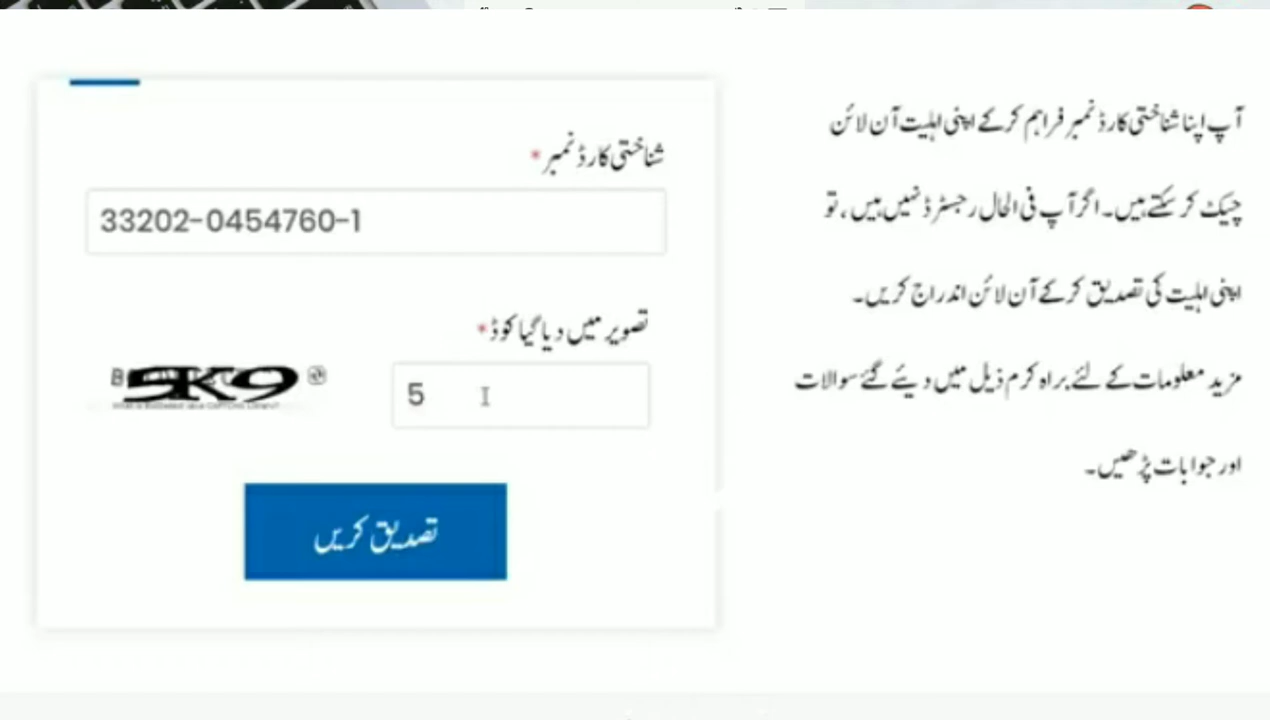 آپ اپنا شناختی کارڈ نمبر فراہم کرکے اپنی اہلیت آن لائن
چیک کر سکتے ہیں۔ اگر آپ فی الحال رجسٹرڈ نہیں ہیں، تو
اپنی اہلیت کی تصدیق کرکے آن لائن اندراج کریں۔
مزید معلومات کے لئے براہ کرم ذیل میں دیئے گئے سوالات
اور جوابات پڑھیں۔
شناختی کارڈ نمبر *
33202-0454760-1
تصویر میں دیا گیا کوڈ*
5K9
5
تصدیق کریں